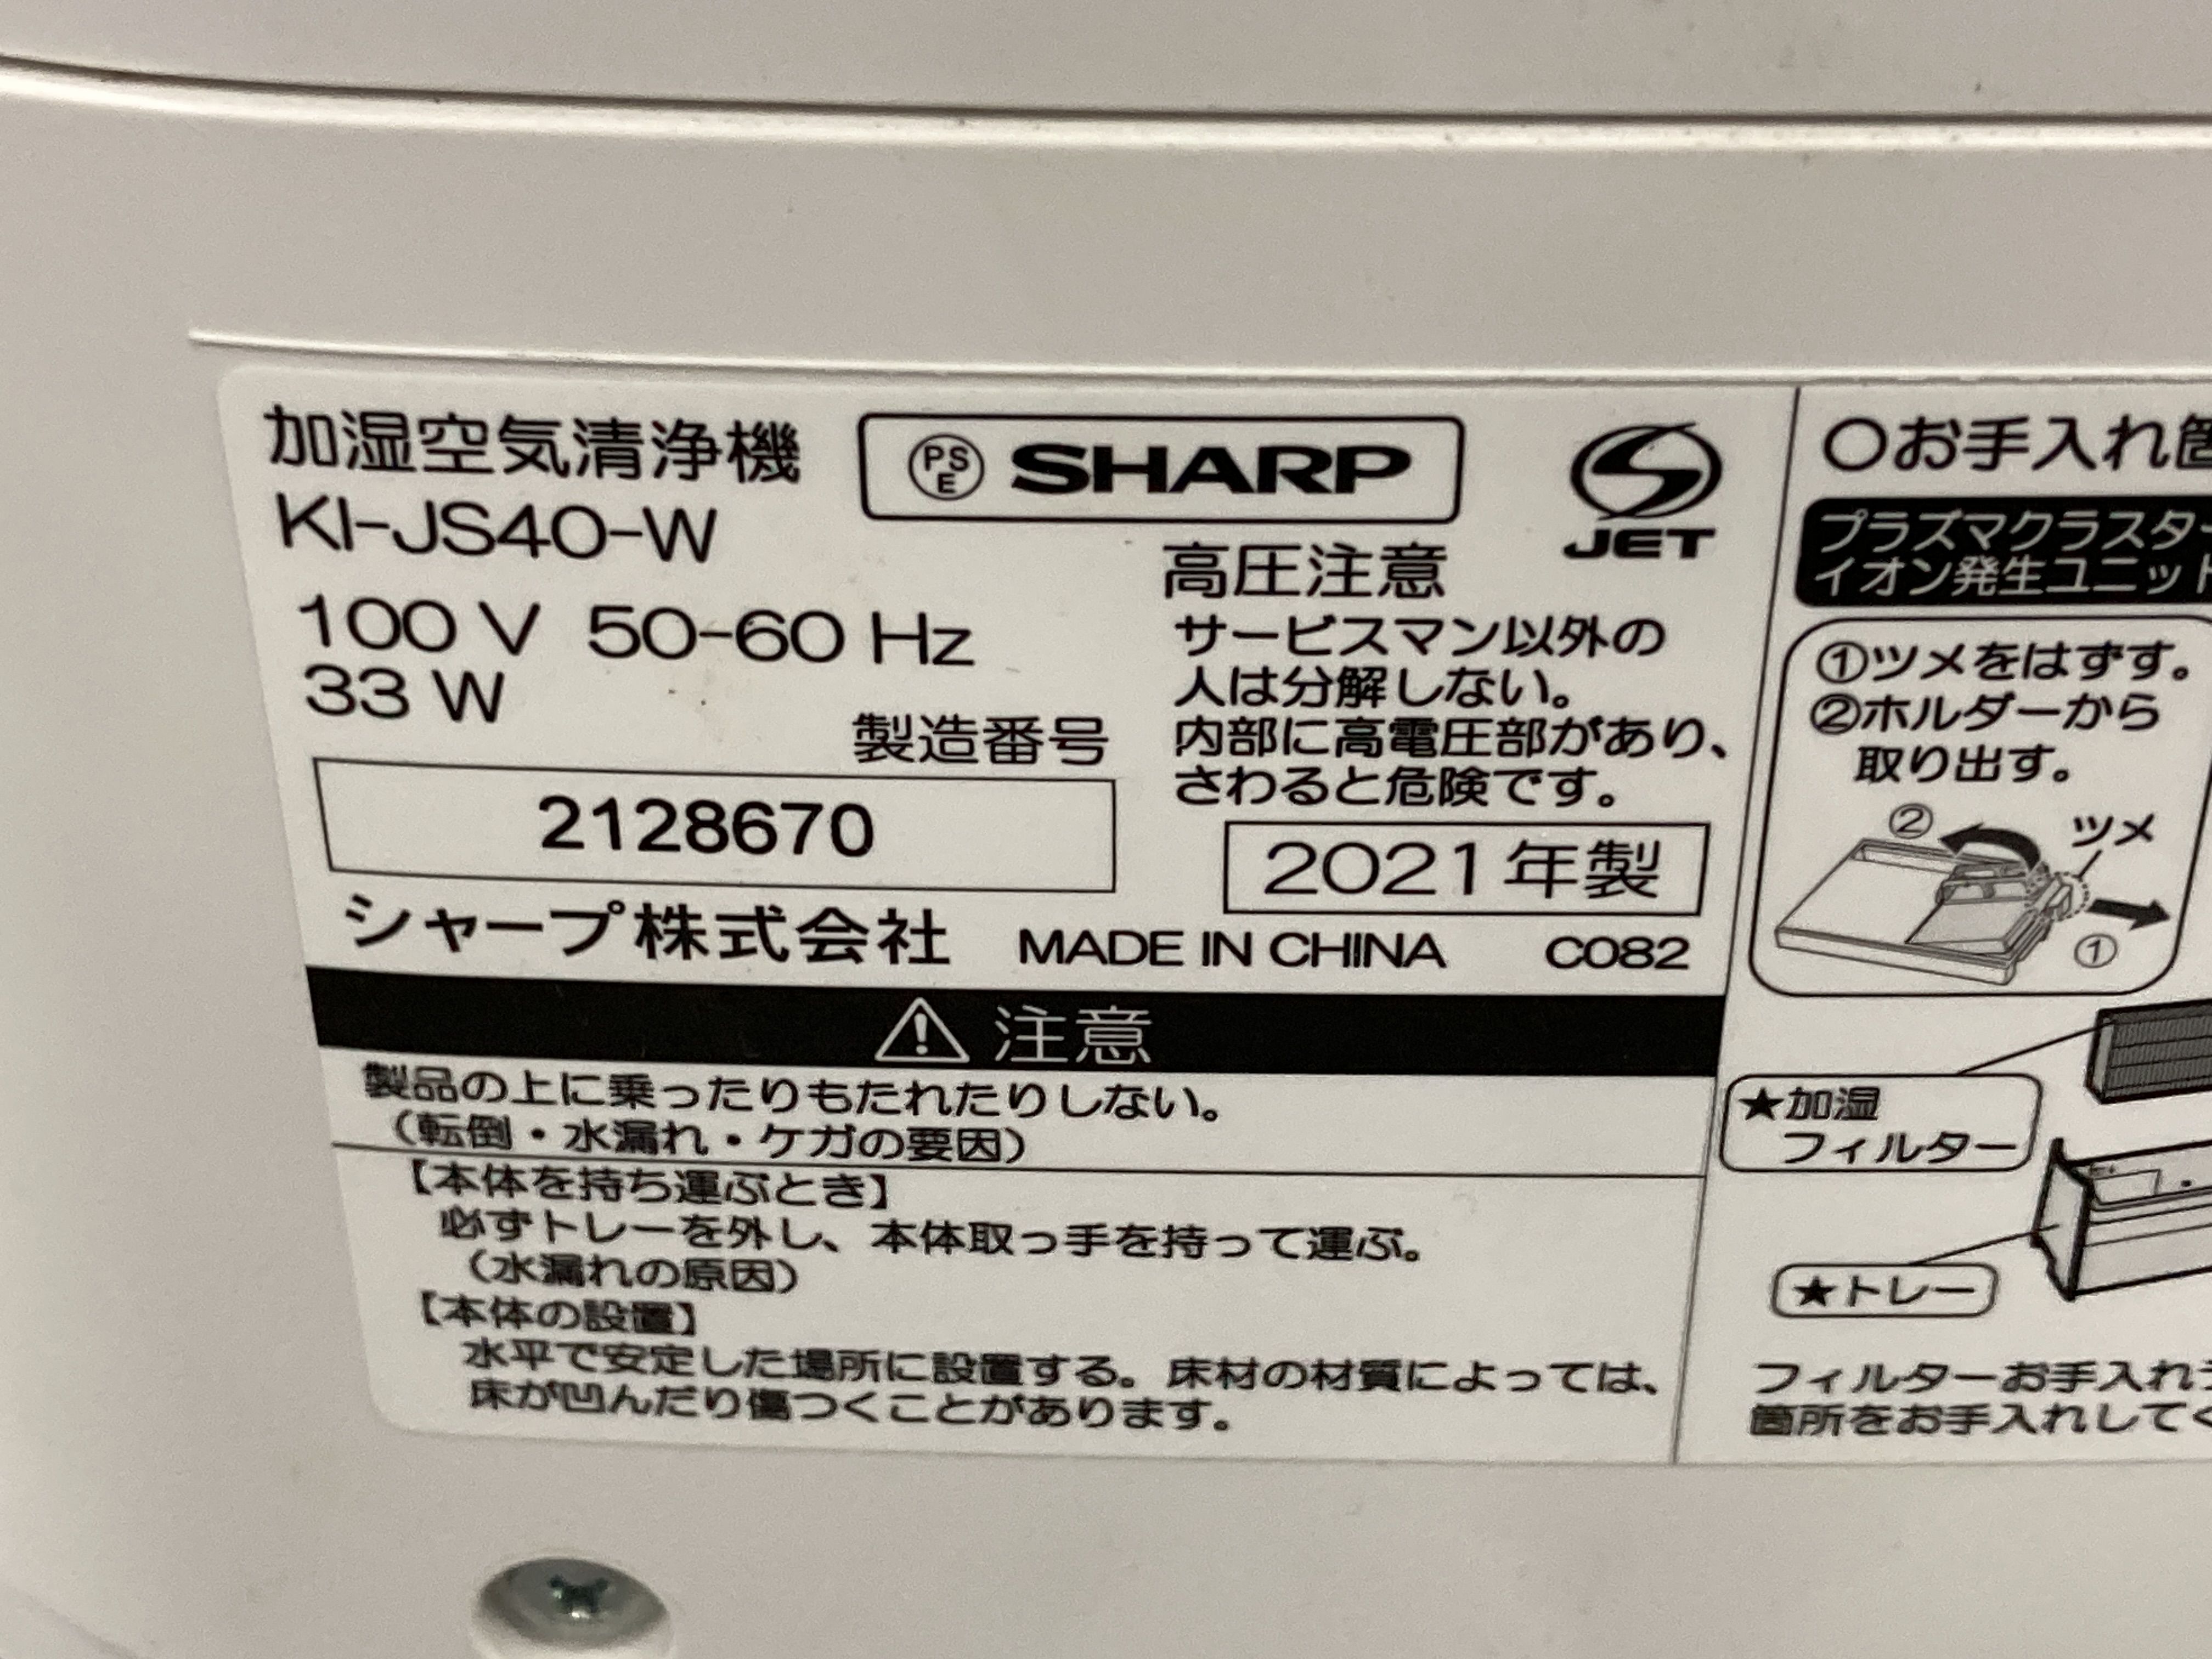 加湿空気清浄機
KI-JS40-W
100 V 50-60 Hz
33 W
製造番号
2128670
シャープ株式会社
PSE SHARP
JET
高圧注意
サービスマン以外の
人は分解しない。
内部に高電圧部があり、
さわると危険です。
2021年製
MADE IN CHINA C082
⚠ 注意
製品の上に乗ったりもたれたりしない。
（転倒・水漏れ・ケガの要因）
【本体を持ち運ぶとき】
必ずトレーを外し、本体取っ手を持って運ぶ。
（水漏れの原因）
【本体の設置】
水平で安定した場所に設置する。床材の材質によっては、
床が凹んだり傷つくことがあります。
○お手入れ箇
プラズマクラスター
イオン発生ユニット
①ツメをはずす。
②ホルダーから
取り出す。
② ツメ
①
★加湿
フィルター
★トレー
フィルターお手入れ
箇所をお手入れして